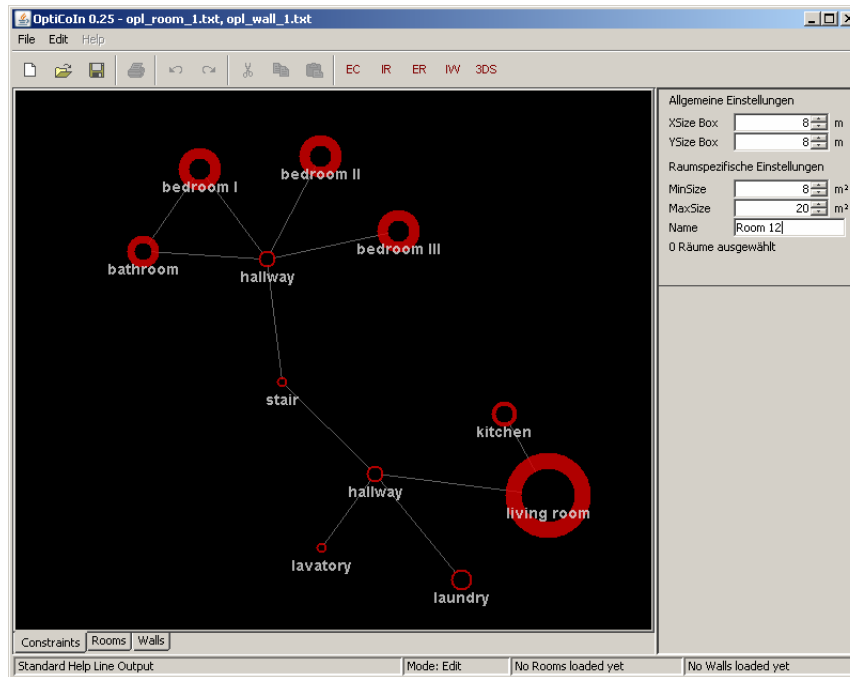 OptiCoIn 0.25 - opl_room_1.txt, opl_wall_1.txt
File Edit Help
EC IR ER IW 3DS
Allgemeine Einstellungen
XSize Box 8 m
YSize Box 8 m
Raumspezifische Einstellungen
MinSize 8 m²
MaxSize 20 m²
Name Room 12
0 Räume ausgewählt
bedroom I
bedroom II
bedroom III
bathroom
hallway
stair
kitchen
hallway
living room
lavatory
laundry
Constraints Rooms Walls
Standard Help Line Output Mode: Edit No Rooms loaded yet No Walls loaded yet